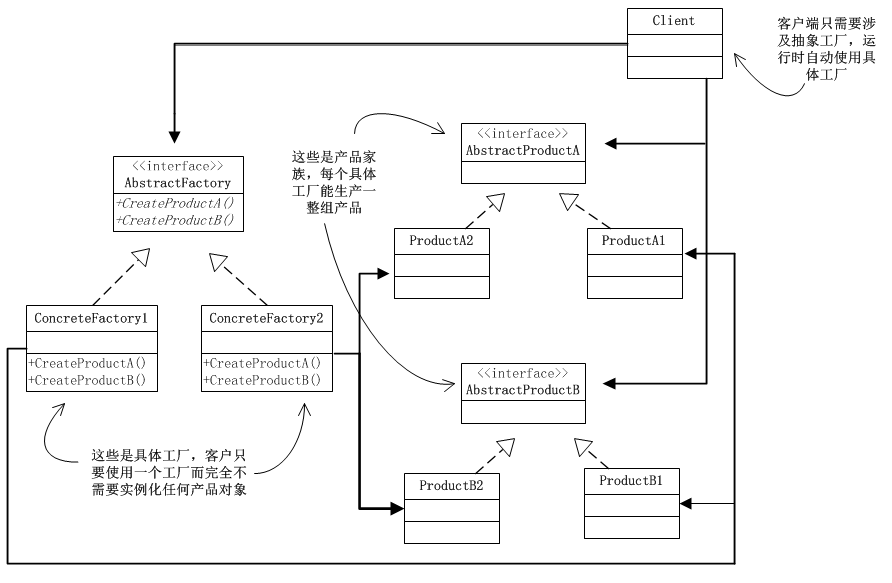 Client
客户端只需要涉
及抽象工厂，运
行时自动使用具
体工厂
<<interface>>
AbstractProductA
这些是产品家
族，每个具体
工厂能生产一
整组产品
<<interface>>
AbstractFactory
+CreateProductA()
+CreateProductB()
ProductA2
ProductA1
ConcreteFactory1
+CreateProductA()
+CreateProductB()
ConcreteFactory2
+CreateProductA()
+CreateProductB()
<<interface>>
AbstractProductB
这些是具体工厂，客户只
要使用一个工厂而完全不
需要实例化任何产品对象
ProductB2
ProductB1